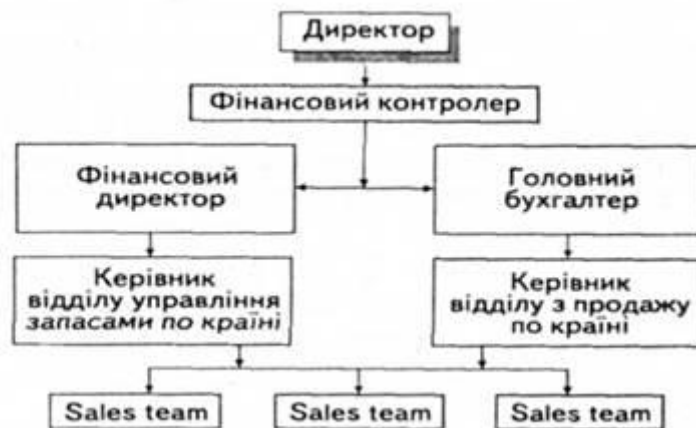 Директор
Фінансовий контролер
Фінансовий
директор
Головний
бухгалтер
Керівник
відділу управління
запасами по країні
Керівник
відділу з продажу
по країні
Sales team
Sales team
Sales team